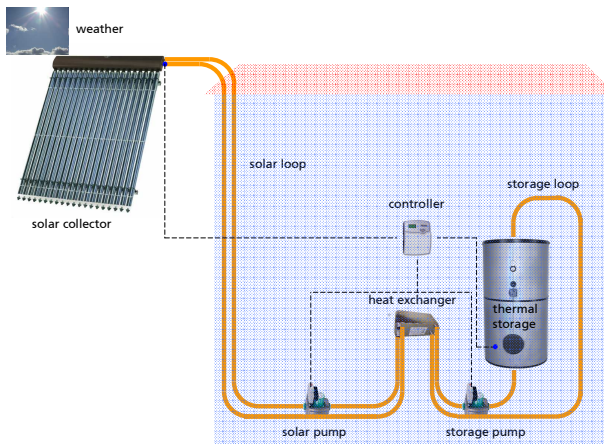 weather
solar loop
storage loop
controller
solar collector
heat exchanger
thermal
storage
solar pump
storage pump